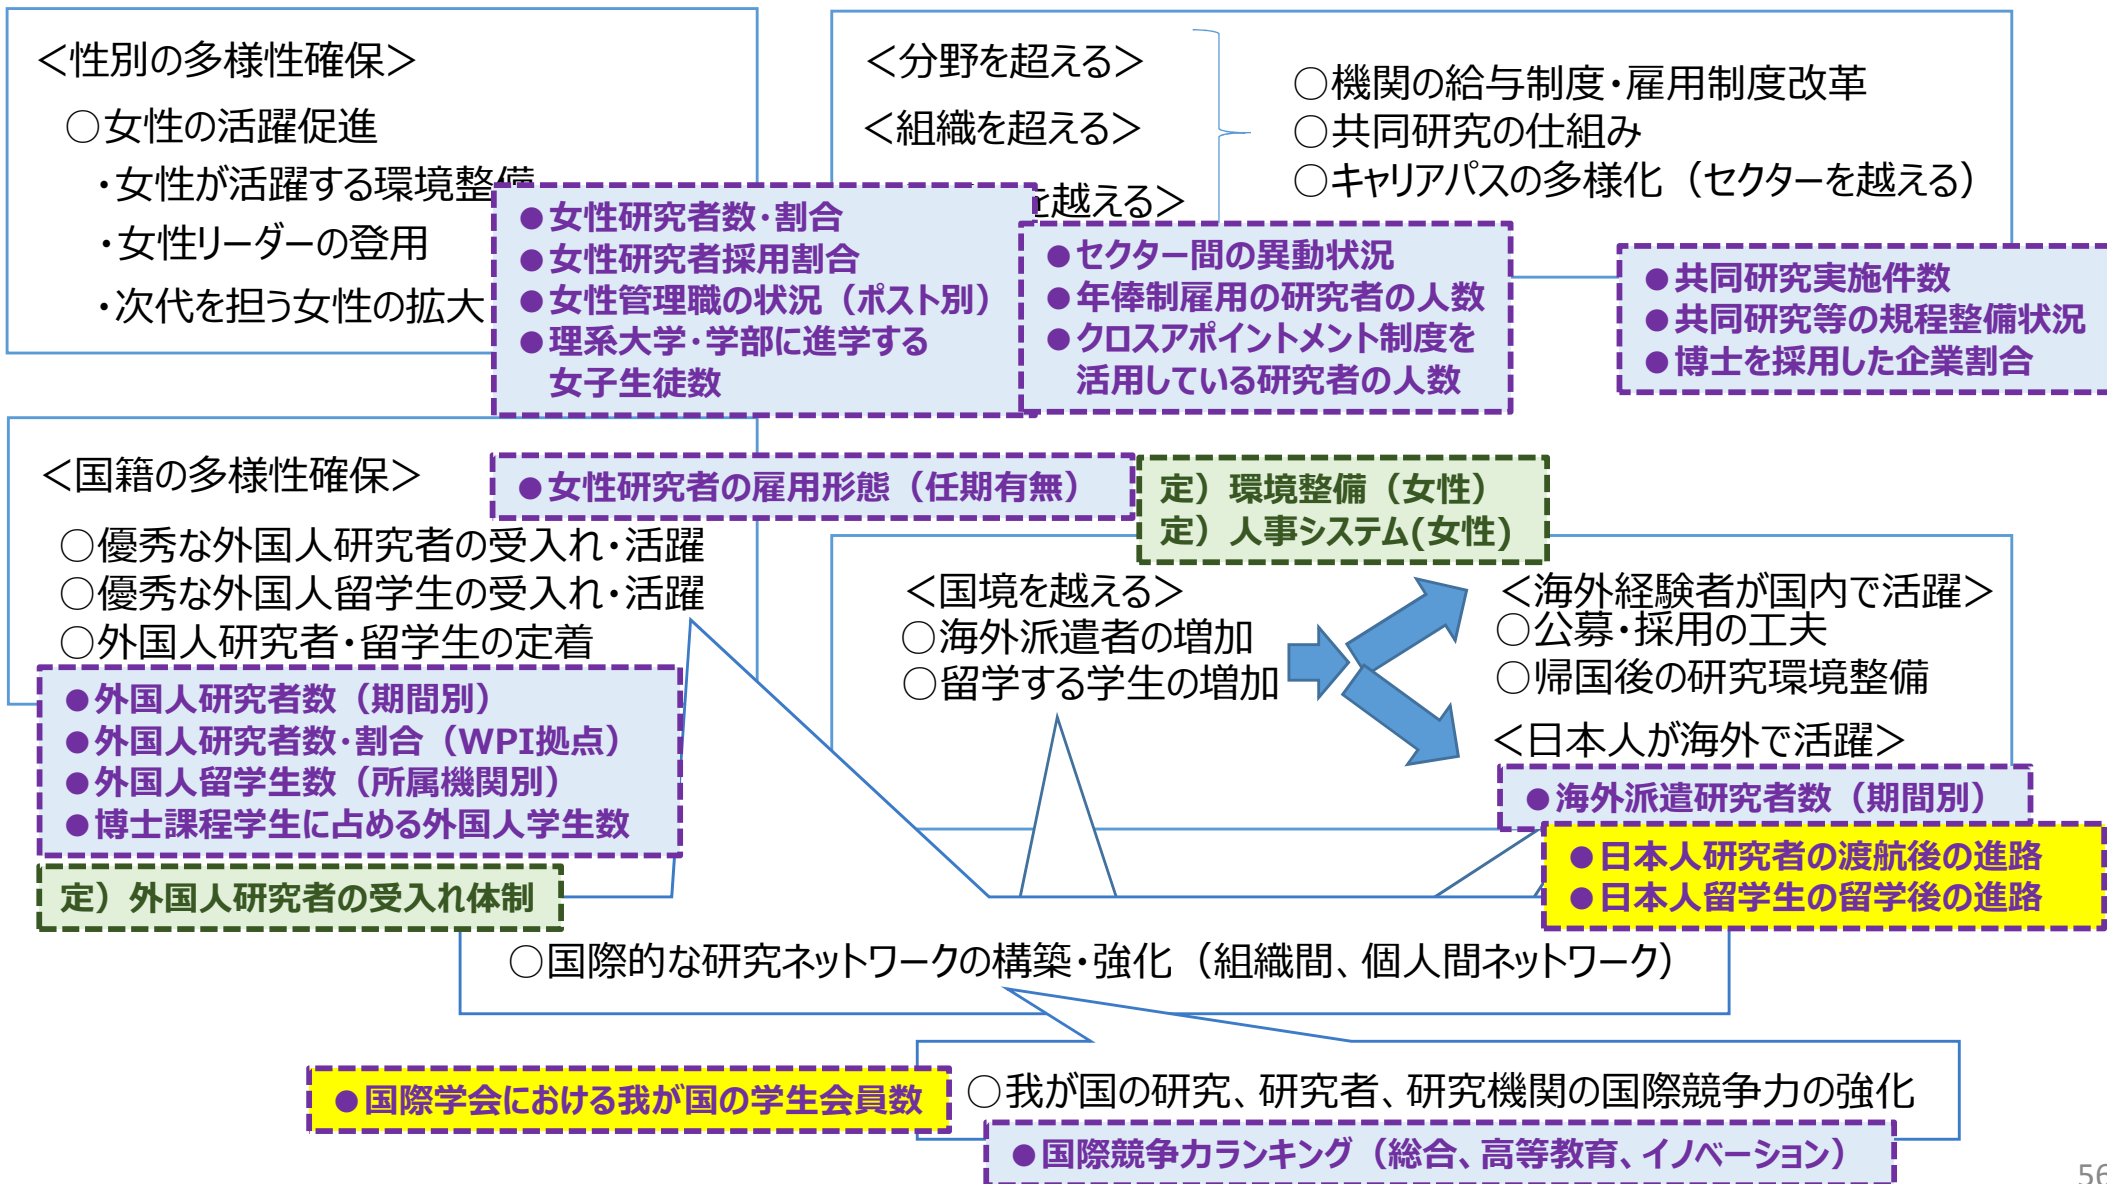 ＜性別の多様性確保＞
○女性の活躍促進
・女性が活躍する環境整備
・女性リーダーの登用
・次代を担う女性の拡大
●女性研究者数・割合
●女性研究者採用割合
●女性管理職の状況（ポスト別）
●理系大学・学部に進学する
女子生徒数
＜分野を超える＞
＜組織を超える＞
を越える＞
○機関の給与制度・雇用制度改革
○共同研究の仕組み
○キャリアパスの多様化（セクターを越える）
●セクター間の異動状況
●年俸制雇用の研究者の人数
●クロスアポイントメント制度を
活用している研究者の人数
●共同研究実施件数
●共同研究等の規程整備状況
●博士を採用した企業割合
＜国籍の多様性確保＞
○優秀な外国人研究者の受入れ・活躍
○優秀な外国人留学生の受入れ・活躍
○外国人研究者・留学生の定着
●女性研究者の雇用形態（任期有無）
定）環境整備（女性）
定）人事システム(女性)
●外国人研究者数（期間別）
●外国人研究者数・割合（WPI拠点）
●外国人留学生数（所属機関別）
●博士課程学生に占める外国人学生数
定）外国人研究者の受入れ体制
＜国境を越える＞
○海外派遣者の増加
○留学する学生の増加
＜海外経験者が国内で活躍＞
○公募・採用の工夫
○帰国後の研究環境整備
＜日本人が海外で活躍＞
●海外派遣研究者数（期間別）
●日本人研究者の渡航後の進路
●日本人留学生の留学後の進路
○国際的な研究ネットワークの構築・強化（組織間、個人間ネットワーク）
●国際学会における我が国の学生会員数
○我が国の研究、研究者、研究機関の国際競争力の強化
●国際競争力ランキング（総合、高等教育、イノベーション）
56